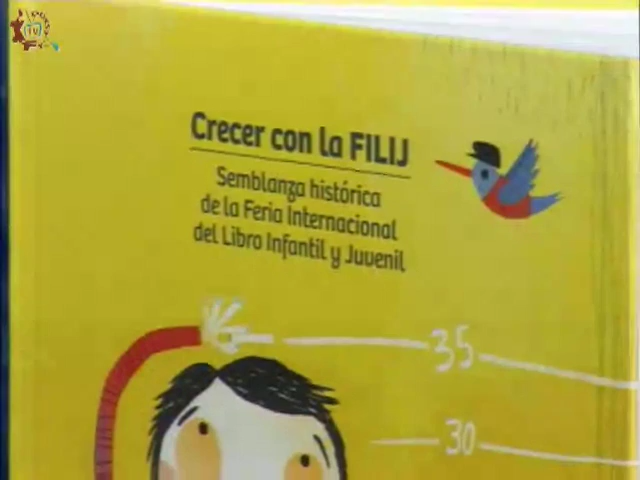 Crecer con la FILIJ
Semblanza histórica
de la Feria Internacional
del Libro Infantil y Juvenil
35
30